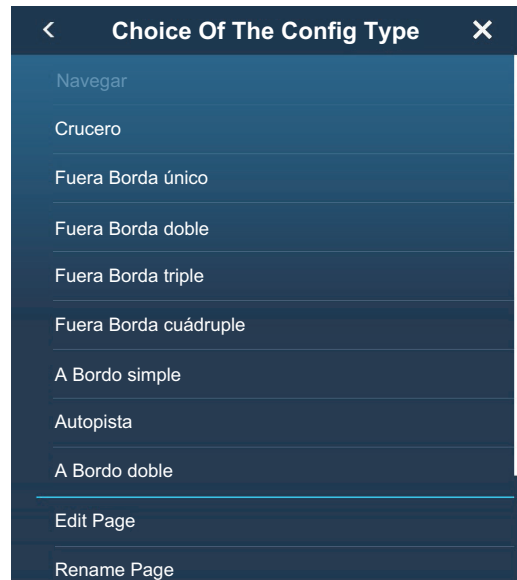 Choice Of The Config Type
Navegar
Crucero
Fuera Borda único
Fuera Borda doble
Fuera Borda triple
Fuera Borda cuádruple
A Bordo simple
Autopista
A Bordo doble
Edit Page
Rename Page